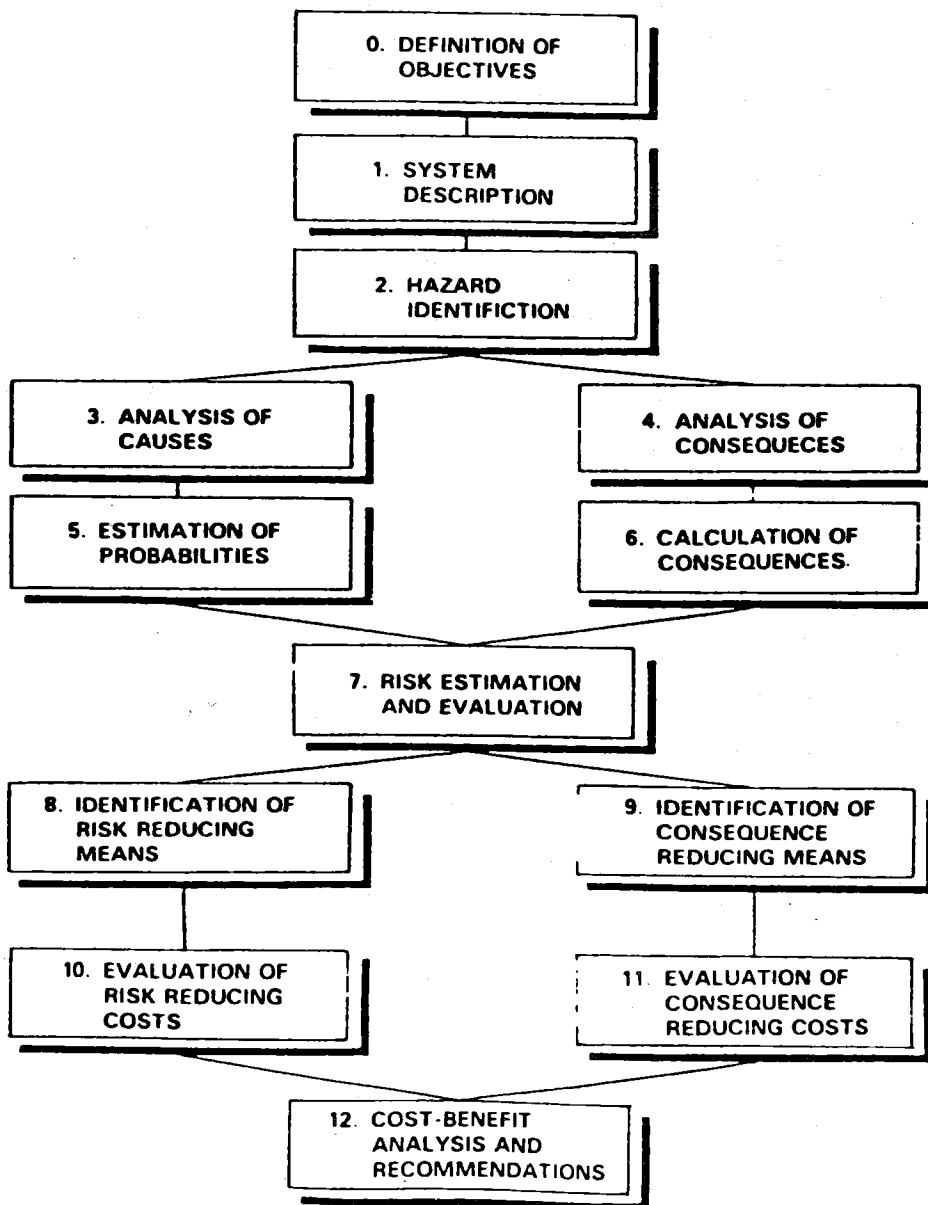 0. DEFINITION OF
OBJECTIVES
1. SYSTEM
DESCRIPTION
2. HAZARD
IDENTIFICTION
3. ANALYSIS OF
CAUSES
4. ANALYSIS OF
CONSEQUECES
5. ESTIMATION OF
PROBABILITIES
6. CALCULATION OF
CONSEQUENCES.
7. RISK ESTIMATION
AND EVALUATION
8. IDENTIFICATION OF
RISK REDUCING
MEANS
9. IDENTIFICATION OF
CONSEQUENCE
REDUCING MEANS
10. EVALUATION OF
RISK REDUCING
COSTS
11. EVALUATION OF
CONSEQUENCE
REDUCING COSTS
12. COST-BENEFIT
ANALYSIS AND
RECOMMENDATIONS